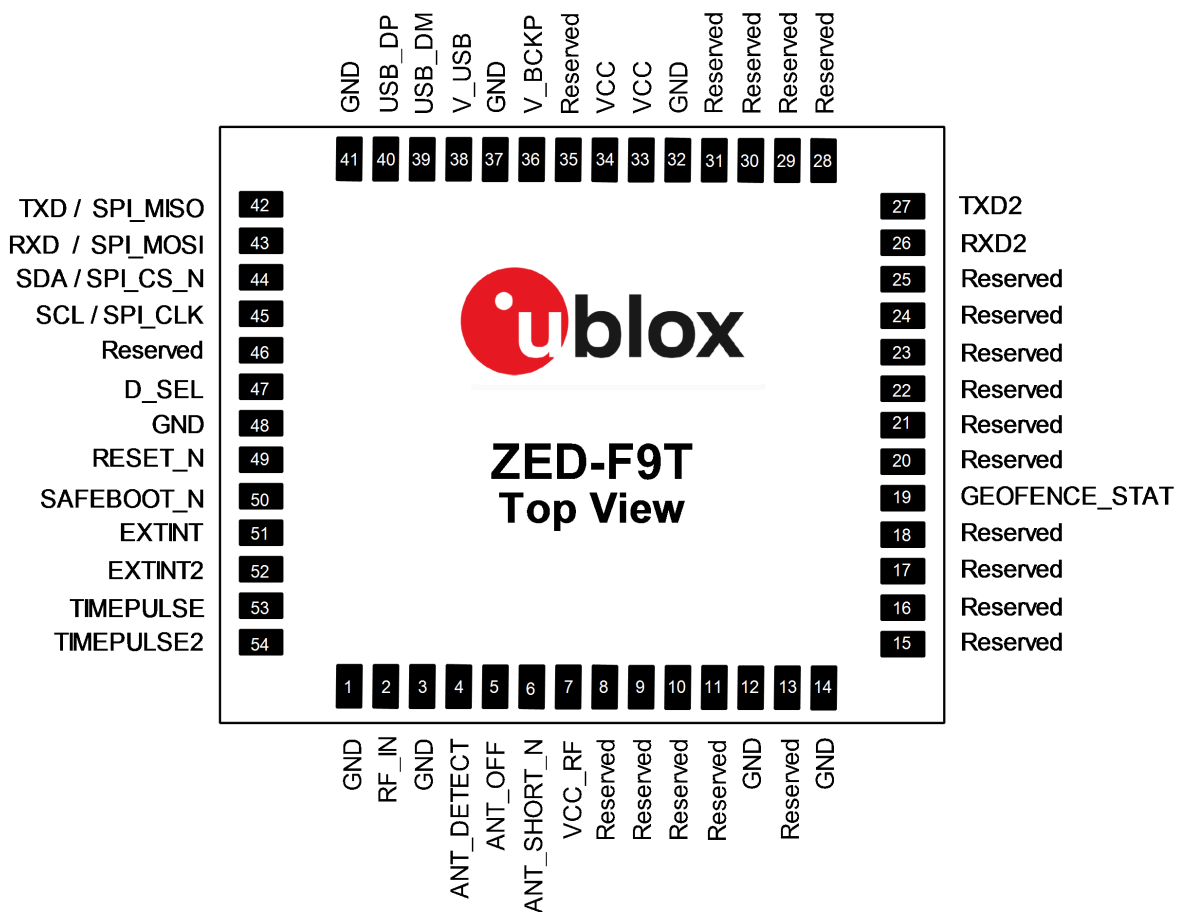 GND
USB_DP
USB_DM
V_USB
GND
V_BCKP
Reserved
VCC
VCC
GND
Reserved
Reserved
Reserved
Reserved
41 40 39 38 37 36 35 34 33 32 31 30 29 28
TXD / SPI_MISO 42
RXD / SPI_MOSI 43
SDA / SPI_CS_N 44
SCL / SPI_CLK 45
Reserved 46
D_SEL 47
GND 48
RESET_N 49
SAFEBOOT_N 50
EXTINT 51
EXTINT2 52
TIMEPULSE 53
TIMEPULSE2 54
ublox
ZED-F9T
Top View
27 TXD2
26 RXD2
25 Reserved
24 Reserved
23 Reserved
22 Reserved
21 Reserved
20 Reserved
19 GEOFENCE_STAT
18 Reserved
17 Reserved
16 Reserved
15 Reserved
1 2 3 4 5 6 7 8 9 10 11 12 13 14
GND
RF_IN
GND
ANT_DETECT
ANT_OFF
ANT_SHORT_N
VCC_RF
Reserved
Reserved
Reserved
Reserved
GND
Reserved
GND